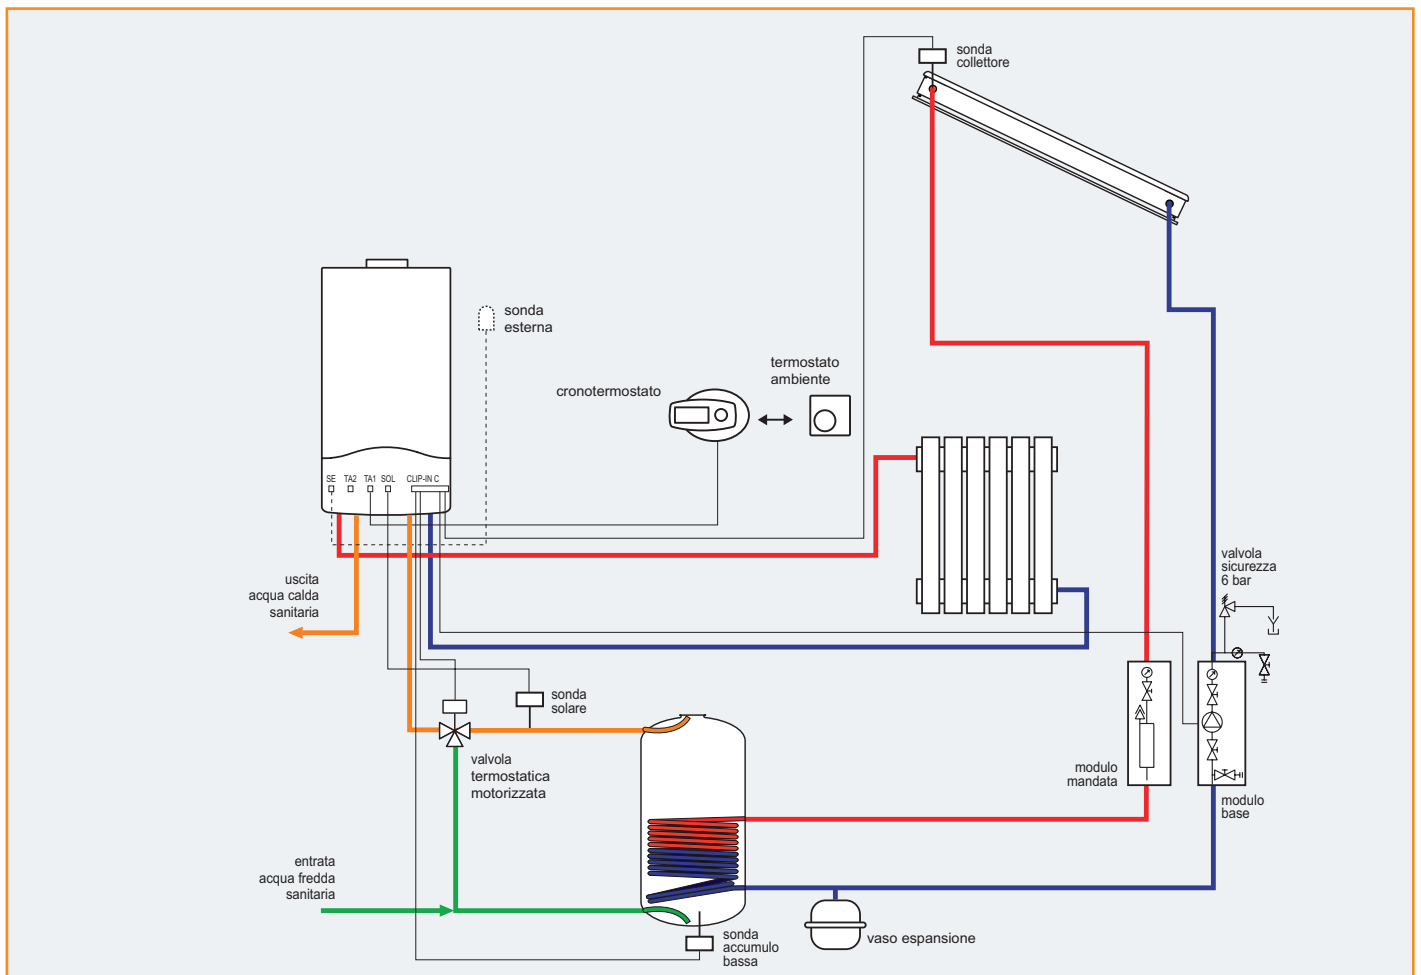 sonda
collettore
sonda
esterna
termostato
ambiente
cronotermostato
SE TA2 TA1 SOL CLIP-IN C
valvola
sicurezza
6 bar
uscita
acqua calda
sanitaria
sonda
solare
valvola
termostatica
motorizzata
modulo
mandata
modulo
base
entrata
acqua fredda
sanitaria
sonda
accumulo
bassa
vaso espansione